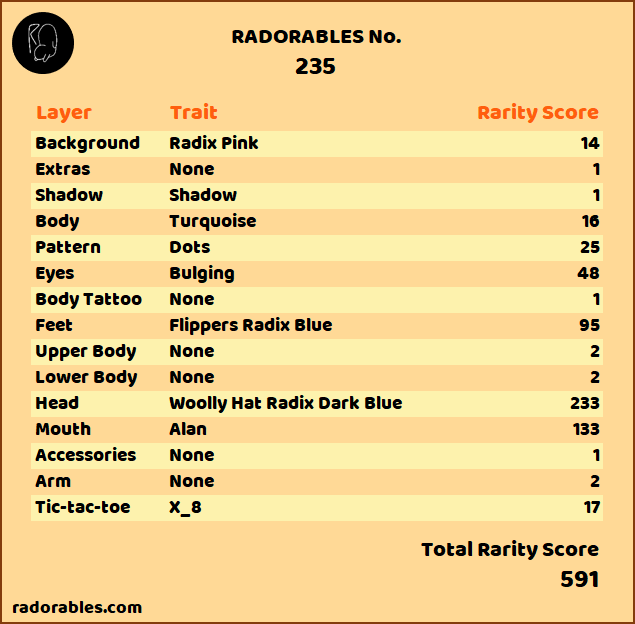 RADORABLES No.
235
Layer Trait Rarity Score
Background Radix Pink 14
Extras None 1
Shadow Shadow 1
Body Turquoise 16
Pattern Dots 25
Eyes Bulging 48
Body Tattoo None 1
Feet Flippers Radix Blue 95
Upper Body None 2
Lower Body None 2
Head Woolly Hat Radix Dark Blue 233
Mouth Alan 133
Accessories None 1
Arm None 2
Tic-tac-toe X_8 17
Total Rarity Score
591
radorables.com